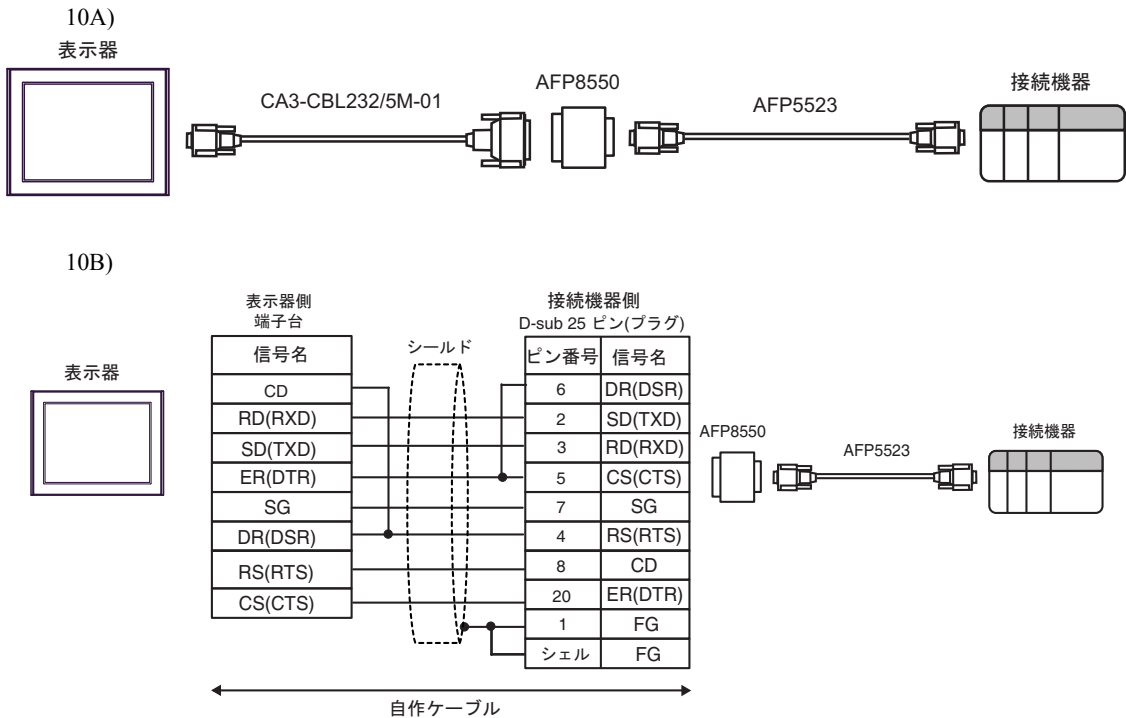 10A)
表示器
CA3-CBL232/5M-01
AFP8550
AFP5523
接続機器
10B)
表示器
表示器側
端子台
信号名
CD
RD(RXD)
SD(TXD)
ER(DTR)
SG
DR(DSR)
RS(RTS)
CS(CTS)
シールド
接続機器側
D-sub 25 ピン(プラグ)
ピン番号 信号名
6 DR(DSR)
2 SD(TXD)
3 RD(RXD)
5 CS(CTS)
7 SG
4 RS(RTS)
8 CD
20 ER(DTR)
1 FG
シェル FG
AFP8550
AFP5523
接続機器
自作ケーブル